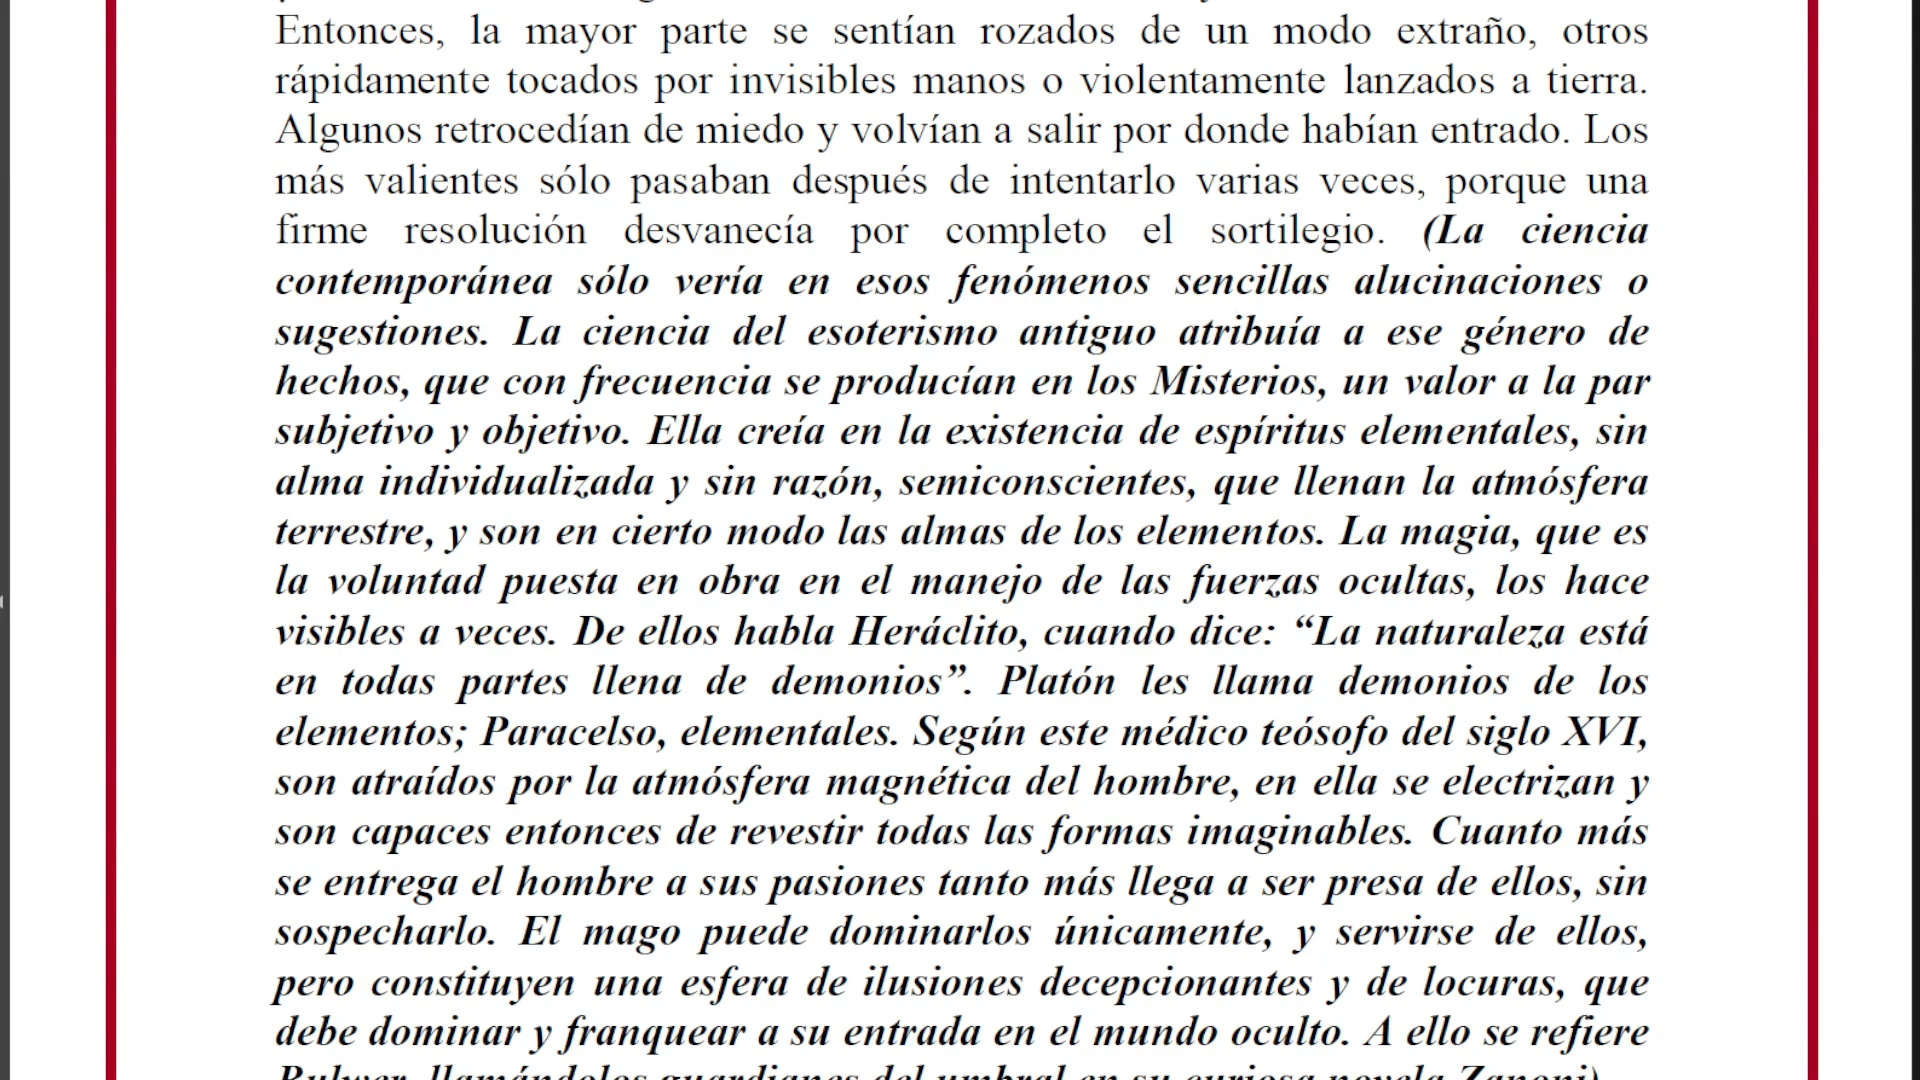 Entonces, la mayor parte se sentían rozados de un modo extraño, otros
rápidamente tocados por invisibles manos o violentamente lanzados a tierra.
Algunos retrocedían de miedo y volvían a salir por donde habían entrado. Los
más valientes sólo pasaban después de intentarlo varias veces, porque una
firme resolución desvanecía por completo el sortilegio. (La ciencia
contemporánea sólo vería en esos fenómenos sencillas alucinaciones o
sugestiones. La ciencia del esoterismo antiguo atribuía a ese género de
hechos, que con frecuencia se producían en los Misterios, un valor a la par
subjetivo y objetivo. Ella creía en la existencia de espíritus elementales, sin
alma individualizada y sin razón, semiconscientes, que llenan la atmósfera
terrestre, y son en cierto modo las almas de los elementos. La magia, que es
la voluntad puesta en obra en el manejo de las fuerzas ocultas, los hace
visibles a veces. De ellos habla Heráclito, cuando dice: “La naturaleza está
en todas partes llena de demonios”. Platón les llama demonios de los
elementos; Paracelso, elementales. Según este médico teósofo del siglo XVI,
son atraídos por la atmósfera magnética del hombre, en ella se electrizan y
son capaces entonces de revestir todas las formas imaginables. Cuanto más
se entrega el hombre a sus pasiones tanto más llega a ser presa de ellos, sin
sospecharlo. El mago puede dominarlos únicamente, y servirse de ellos,
pero constituyen una esfera de ilusiones decepcionantes y de locuras, que
debe dominar y franquear a su entrada en el mundo oculto. A ello se refiere
Bulwer, llamándolos guardianes del umbral en su curiosa novela Zanoni)